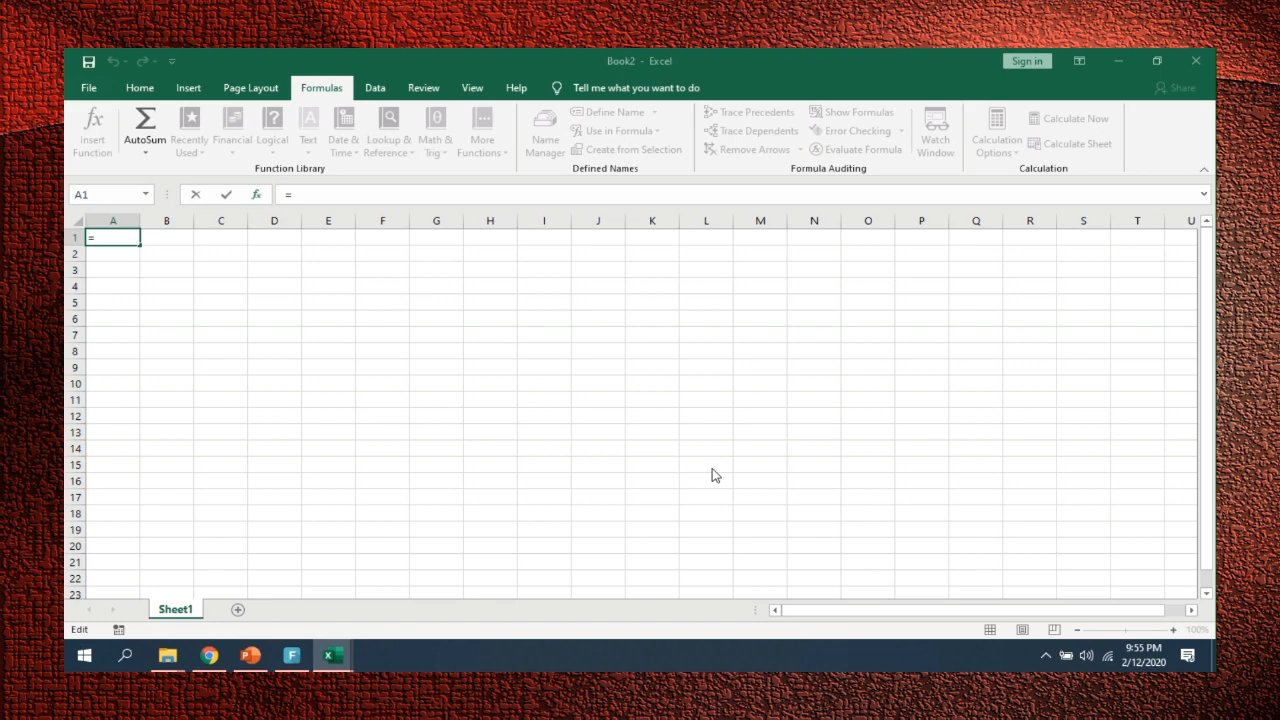 Book2 - Excel
Sign in
File Home Insert Page Layout Formulas Data Review View Help Tell me what you want to do Share
fx Insert Function
Σ AutoSum
Recently Used
Financial
? Logical
A Text
Date & Time
Lookup & Reference
θ Math & Trig
More Functions
Function Library
Name Manager
Define Name
Use in Formula
Create from Selection
Defined Names
Trace Precedents
Trace Dependents
Remove Arrows
Show Formulas
Error Checking
Evaluate Formula
Formula Auditing
Watch Window
Calculation Options
Calculate Now
Calculate Sheet
Calculation
A1 fx =
A B C D E F G H I J K L M N O P Q R S T U
1 =
2
3
4
5
6
7
8
9
10
11
12
13
14
15
16
17
18
19
20
21
22
23
Sheet1
Edit 100%
P F X 9:55 PM
2/12/2020